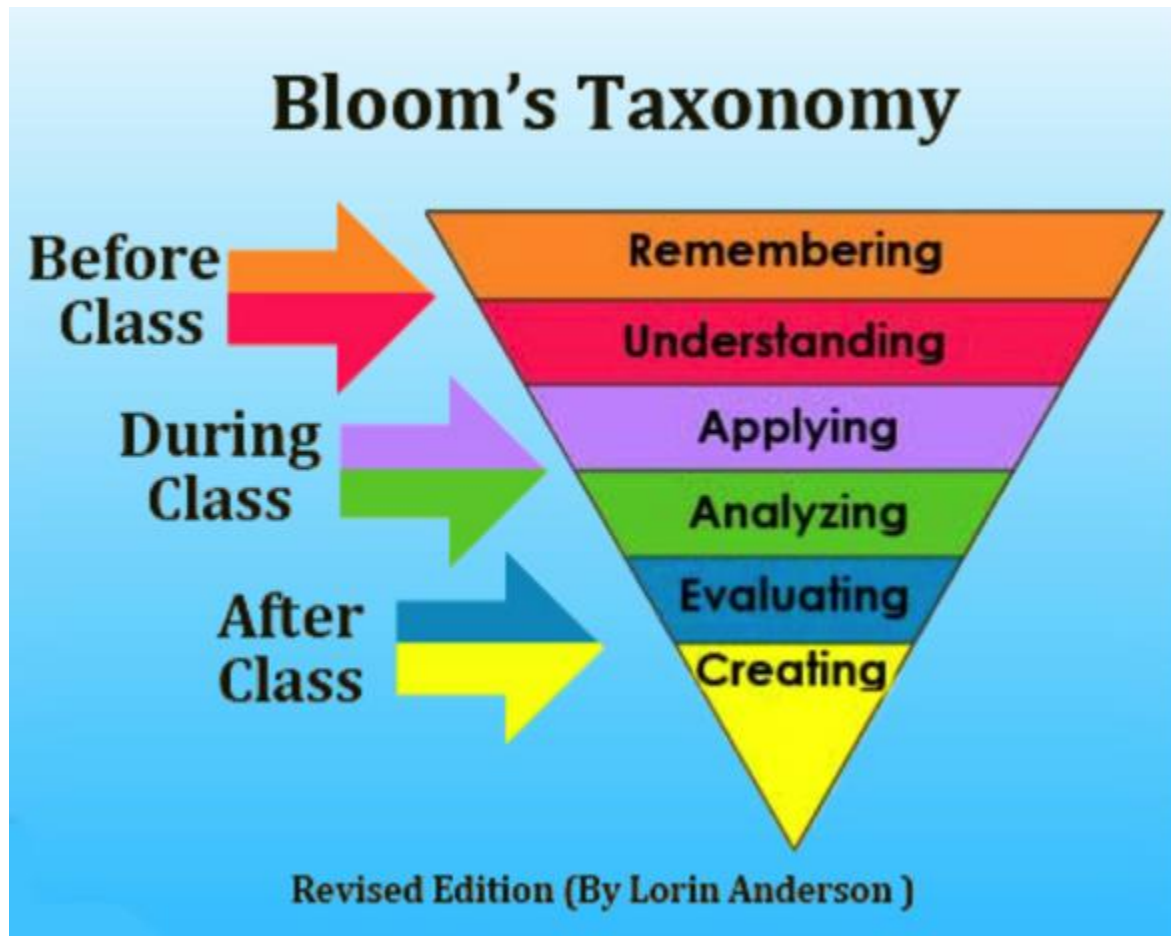 Bloom's Taxonomy
Before
Class
During
Class
After
Class
Remembering
Understanding
Applying
Analyzing
Evaluating
Creating
Revised Edition (By Lorin Anderson )